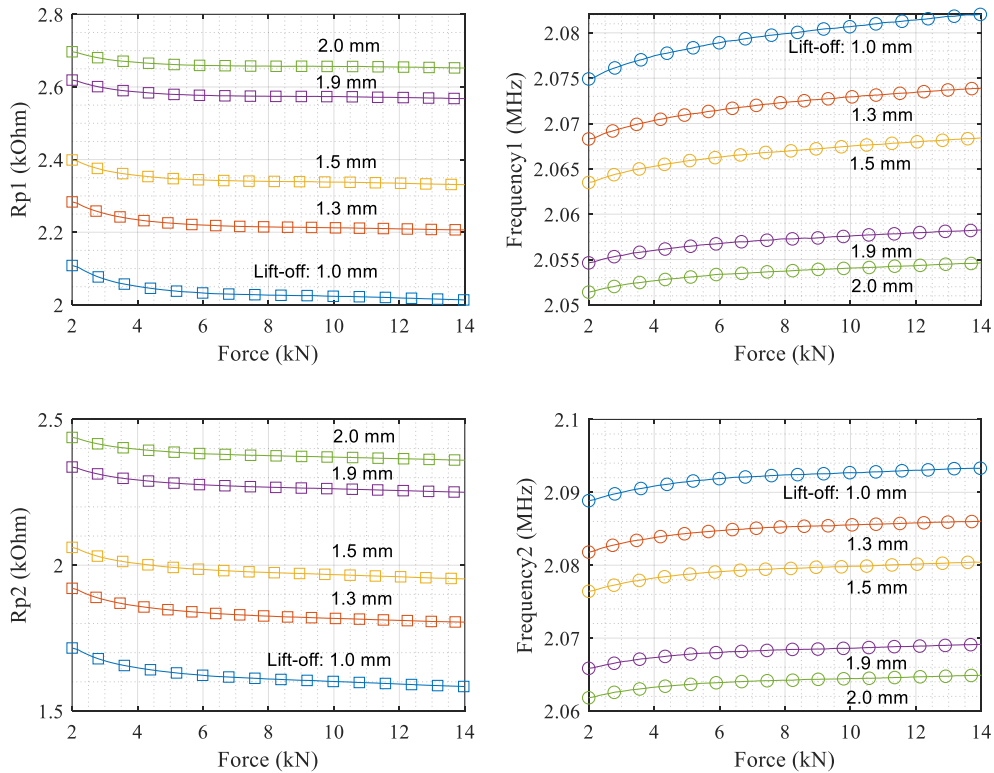 2.8
2.6
2.4
2.2
2
Rp1 (kOhm)
2.0 mm
1.9 mm
1.5 mm
1.3 mm
Lift-off: 1.0 mm
2 4 6 8 10 12 14
Force (kN)
2.08
2.075
2.07
2.065
2.06
2.055
2.05
Frequency1 (MHz)
Lift-off: 1.0 mm
1.3 mm
1.5 mm
1.9 mm
2.0 mm
2 4 6 8 10 12 14
Force (kN)
2.5
2
1.5
Rp2 (kOhm)
2.0 mm
1.9 mm
1.5 mm
1.3 mm
Lift-off: 1.0 mm
2 4 6 8 10 12 14
Force (kN)
2.1
2.09
2.08
2.07
2.06
Frequency2 (MHz)
Lift-off: 1.0 mm
1.3 mm
1.5 mm
1.9 mm
2.0 mm
2 4 6 8 10 12 14
Force (kN)